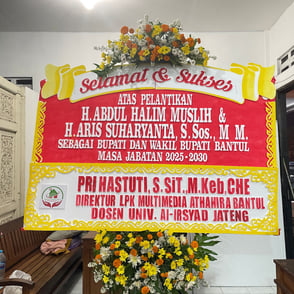 Selamat & Sukses
ATAS PELANTIKAN
H. ABDUL HALIM MUSLIH &
H. ARIS SUHARYANTA, S. Sos., M. M.
SEBAGAI BUPATI DAN WAKIL BUPATI BANTUL
MASA JABATAN 2025-2030
PRI HASTUTI, S.SiT.,M.Keb,CHE
DIREKTUR LPK MULTIMEDIA ATHAHIRA BANTUL
DOSEN UNIV. Al-IRSYAD JATENG